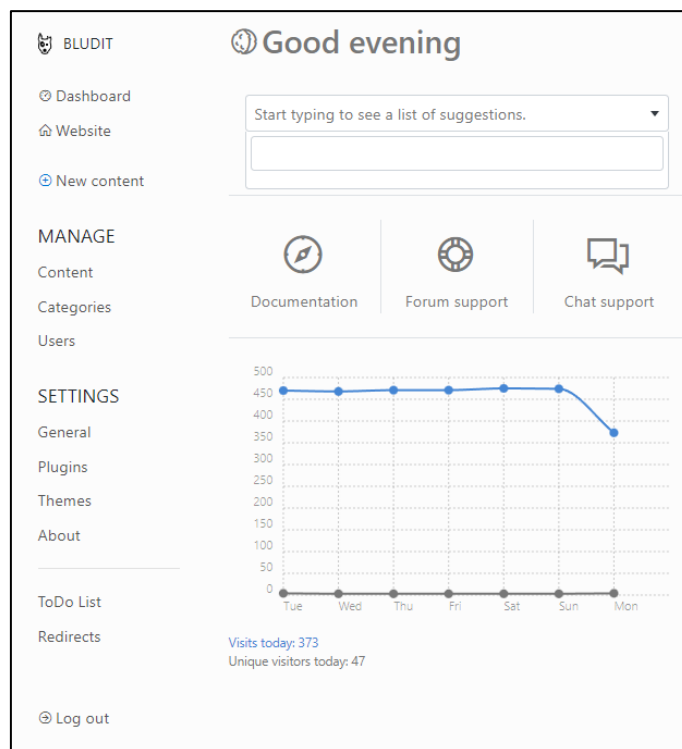 BLUDIT
Dashboard
Website
New content
MANAGE
Content
Categories
Users
SETTINGS
General
Plugins
Themes
About
ToDo List
Redirects
Log out
Good evening
Start typing to see a list of suggestions.
Documentation
Forum support
Chat support
500
450
400
350
300
250
200
150
100
50
0
Tue Wed Thu Fri Sat Sun Mon
Visits today: 373
Unique visitors today: 47